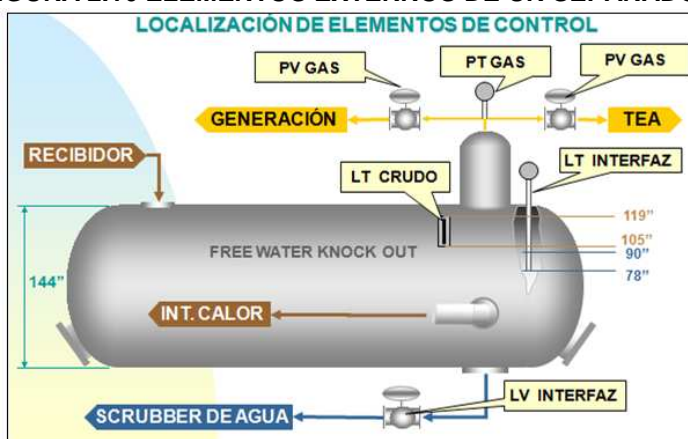 LOCALIZACIÓN DE ELEMENTOS DE CONTROL
PV GAS
PT GAS
PV GAS
GENERACIÓN
TEA
RECIBIDOR
LT CRUDO
LT INTERFAZ
119”
105”
90”
78”
FREE WATER KNOCK OUT
144”
INT. CALOR
LV INTERFAZ
SCRUBBER DE AGUA